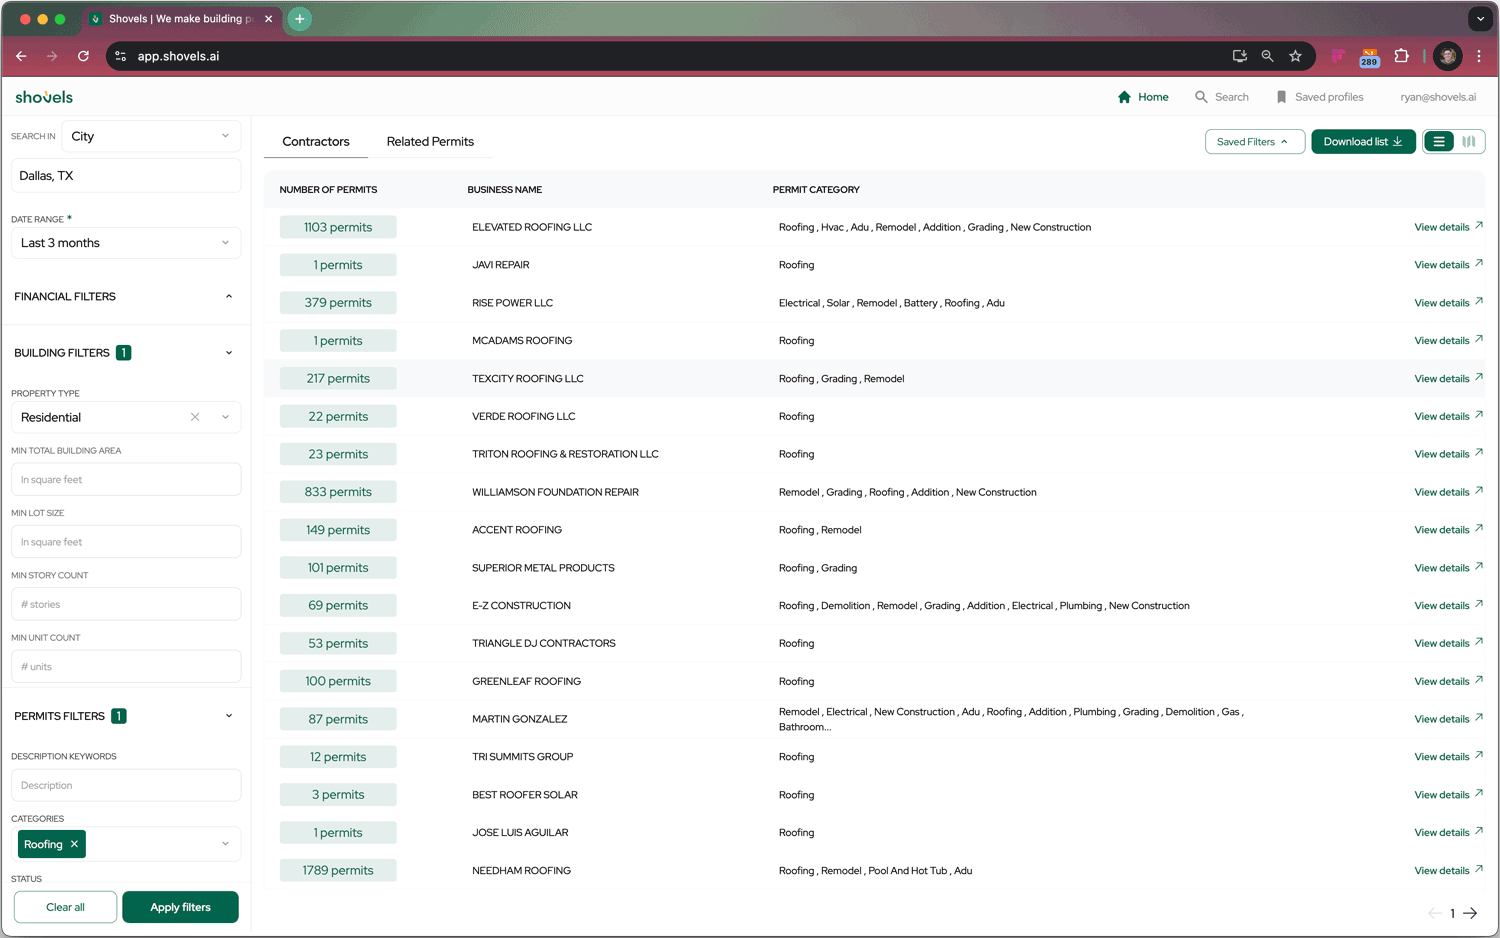 Shovels | We make building p
app.shovels.ai
289
shovels
Home
Search
Saved profiles
ryan@shovels.ai
SEARCH IN
City
Dallas, TX
DATE RANGE *
Last 3 months
FINANCIAL FILTERS
BUILDING FILTERS 1
PROPERTY TYPE
Residential
MIN TOTAL BUILDING AREA
In square feet
MIN LOT SIZE
In square feet
MIN STORY COUNT
# stories
MIN UNIT COUNT
# units
PERMITS FILTERS 1
DESCRIPTION KEYWORDS
Description
CATEGORIES
Roofing ×
STATUS
Clear all
Apply filters
Contractors
Related Permits
Saved Filters
Download list
NUMBER OF PERMITS BUSINESS NAME PERMIT CATEGORY
1103 permits ELEVATED ROOFING LLC Roofing , Hvac , Adu , Remodel , Addition , Grading , New Construction View details
1 permits JAVI REPAIR Roofing View details
379 permits RISE POWER LLC Electrical , Solar , Remodel , Battery , Roofing , Adu View details
1 permits MCADAMS ROOFING Roofing View details
217 permits TEXCITY ROOFING LLC Roofing , Grading , Remodel View details
22 permits VERDE ROOFING LLC Roofing View details
23 permits TRITON ROOFING & RESTORATION LLC Roofing View details
833 permits WILLIAMSON FOUNDATION REPAIR Remodel , Grading , Roofing , Addition , New Construction View details
149 permits ACCENT ROOFING Roofing , Remodel View details
101 permits SUPERIOR METAL PRODUCTS Roofing , Grading View details
69 permits E-Z CONSTRUCTION Roofing , Demolition , Remodel , Grading , Addition , Electrical , Plumbing , New Construction View details
53 permits TRIANGLE DJ CONTRACTORS Roofing View details
100 permits GREENLEAF ROOFING Roofing View details
87 permits MARTIN GONZALEZ Remodel , Electrical , New Construction , Adu , Roofing , Addition , Plumbing , Grading , Demolition , Gas , View details
Bathroom...
12 permits TRI SUMMITS GROUP Roofing View details
3 permits BEST ROOFER SOLAR Roofing View details
1 permits JOSE LUIS AGUILAR Roofing View details
1789 permits NEEDHAM ROOFING Roofing , Remodel , Pool And Hot Tub , Adu View details
1